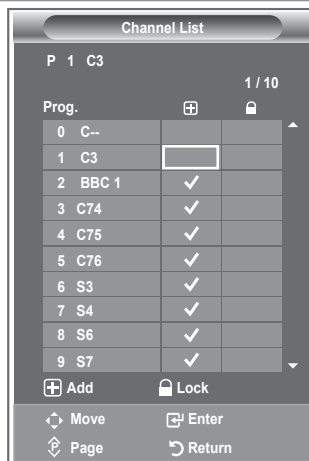 Channel List
P 1 C3
1 / 10
Prog.
0 C--
1 C3
2 BBC 1
3 C74
4 C75
5 C76
6 S3
7 S4
8 S6
9 S7
Add Lock
Move Enter
P Page Return